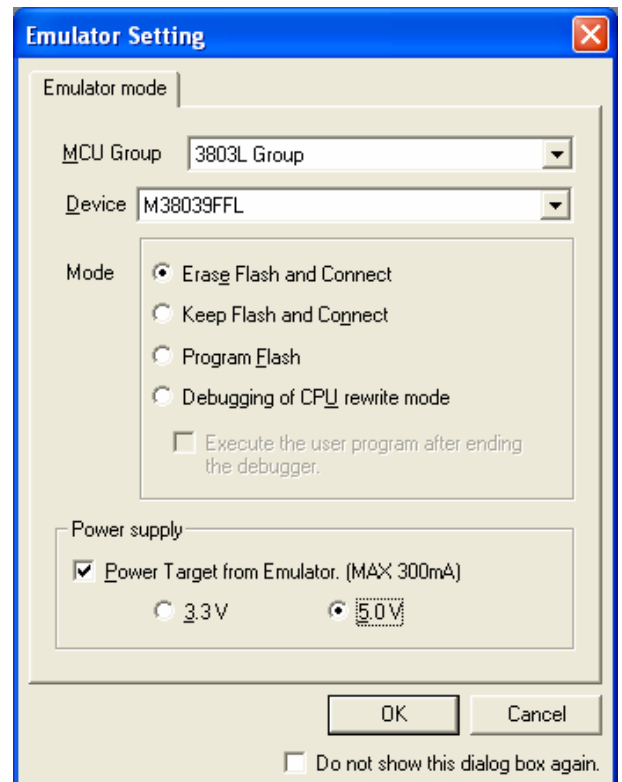 Emulator Setting
Emulator mode
MCU Group 3803L Group
Device M38039FFL
Mode
Erase Flash and Connect
Keep Flash and Connect
Program Flash
Debugging of CPU rewrite mode
Execute the user program after ending
the debugger.
Power supply
Power Target from Emulator. (MAX 300mA)
3.3 V 5.0 V
OK Cancel
Do not show this dialog box again.